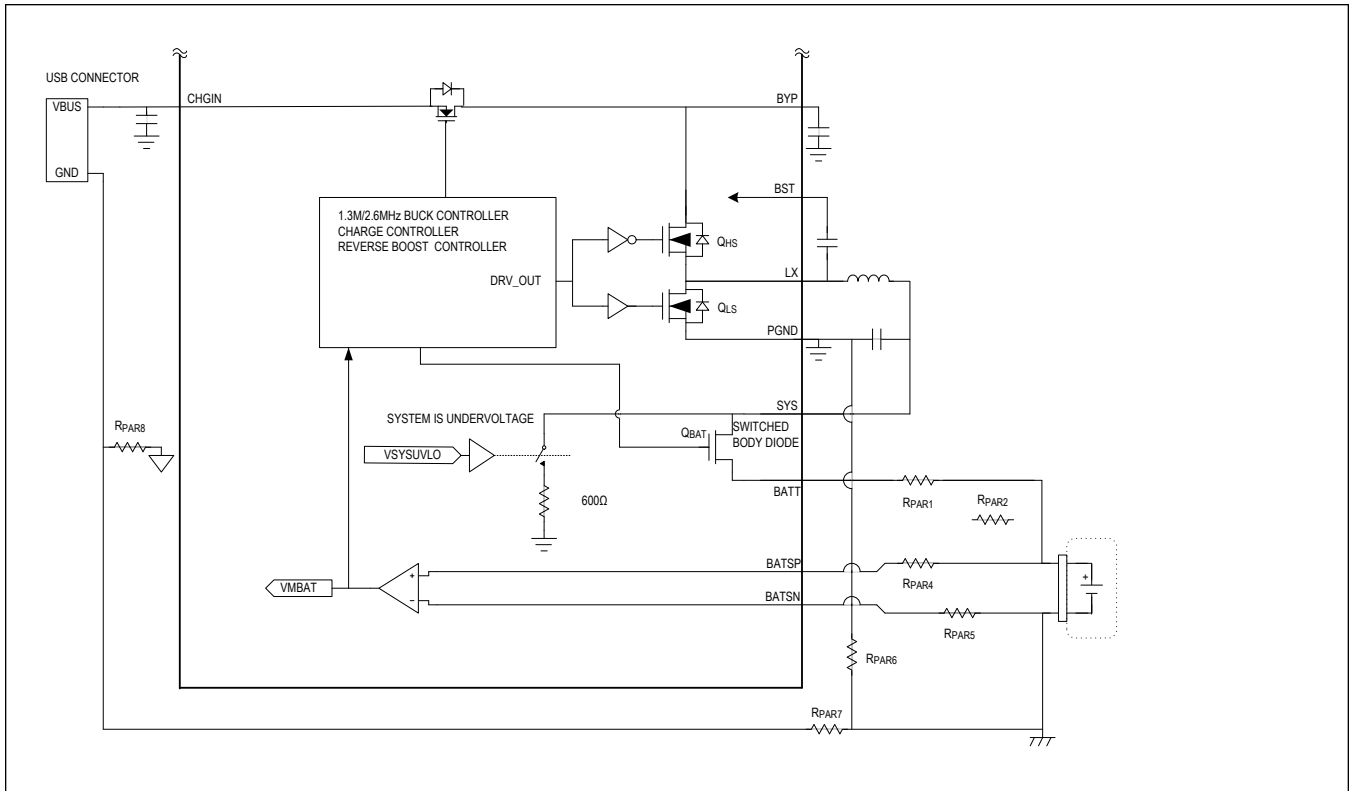 USB CONNECTOR
VBUS
GND
CHGIN
BYP
BST
1.3M/2.6MHz BUCK CONTROLLER
CHARGE CONTROLLER
REVERSE BOOST CONTROLLER
DRV_OUT
QHS
LX
QLS
PGND
SYS
SYSTEM IS UNDERVOLTAGE
QBAT
SWITCHED
BODY DIODE
VSYSUVLO
RPAR8
BATT
600Ω
RPAR1
RPAR2
BATSP
RPAR4
+
VMBAT
+
−
BATSN
RPAR5
RPAR6
RPAR7